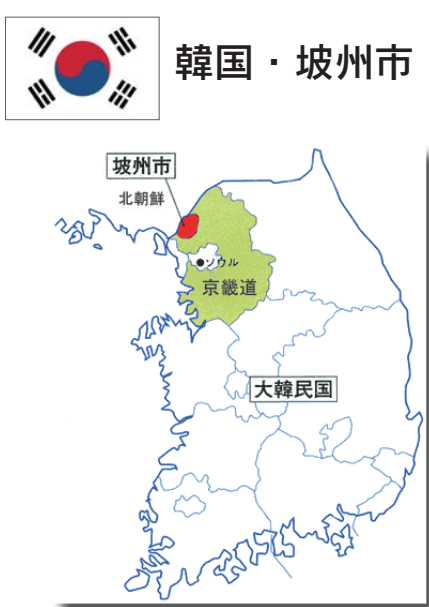 韓国・坡州市
坡州市
北朝鮮
ソウル
京畿道
大韓民国